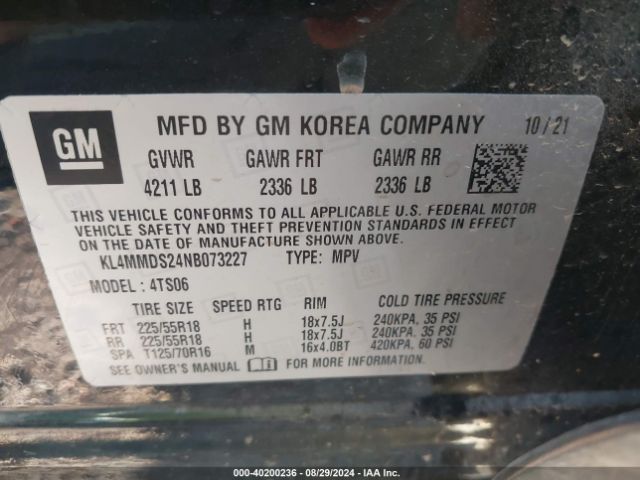 GM
MFD BY GM KOREA COMPANY 10/21
GVWR GAWR FRT GAWR RR
4211 LB 2336 LB 2336 LB
THIS VEHICLE CONFORMS TO ALL APPLICABLE U.S. FEDERAL MOTOR
VEHICLE SAFETY AND THEFT PREVENTION STANDARDS IN EFFECT
ON THE DATE OF MANUFACTURE SHOWN ABOVE.
KL4MMDS24NB073227 TYPE: MPV
MODEL: 4TS06
TIRE SIZE SPEED RTG RIM COLD TIRE PRESSURE
FRT 225/55R18 H 18x7.5J 240KPA, 35 PSI
RR 225/55R18 H 18x7.5J 240KPA, 35 PSI
SPA T125/70R16 M 16x4.0BT 420KPA, 60 PSI
SEE OWNER'S MANUAL FOR MORE INFORMATION.
000-40200236 - 08/29/2024 - IAA Inc.